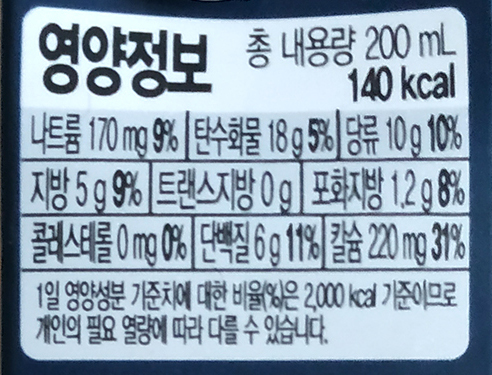 영양정보 총 내용량 200 mL
140 kcal
나트륨 170 mg 9% 탄수화물 18 g 5% 당류 10 g 10%
지방 5 g 9% 트랜스지방 0 g 포화지방 1.2 g 8%
콜레스테롤 0 mg 0% 단백질 6 g 11% 칼슘 220 mg 31%
1일 영양성분 기준치에 대한 비율(%)은 2,000 kcal 기준이므로
개인의 필요 열량에 따라 다를 수 있습니다.